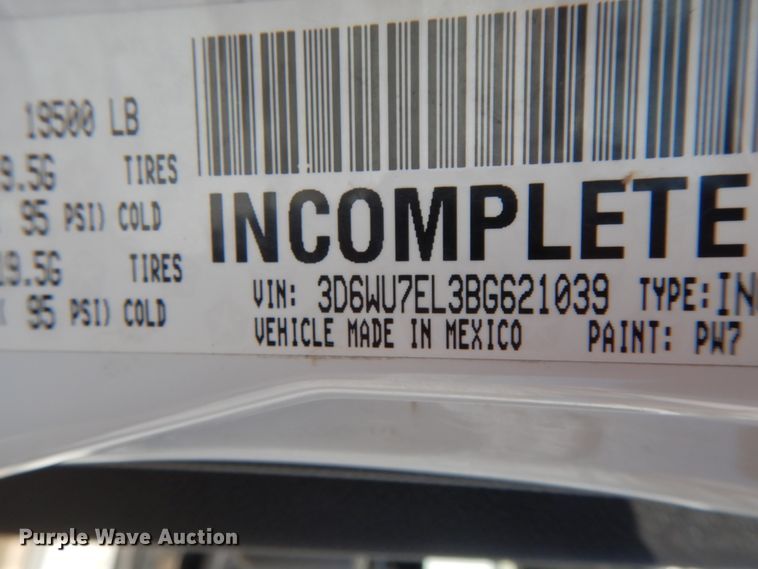 19500 LB
9.5G TIRES
95 PSI) COLD
19.5G TIRES
95 PSI) COLD
INCOMPLETE
VIN: 3D6WU7EL3BG621039 TYPE: IN
VEHICLE MADE IN MEXICO PAINT: PW7
Purple Wave Auction